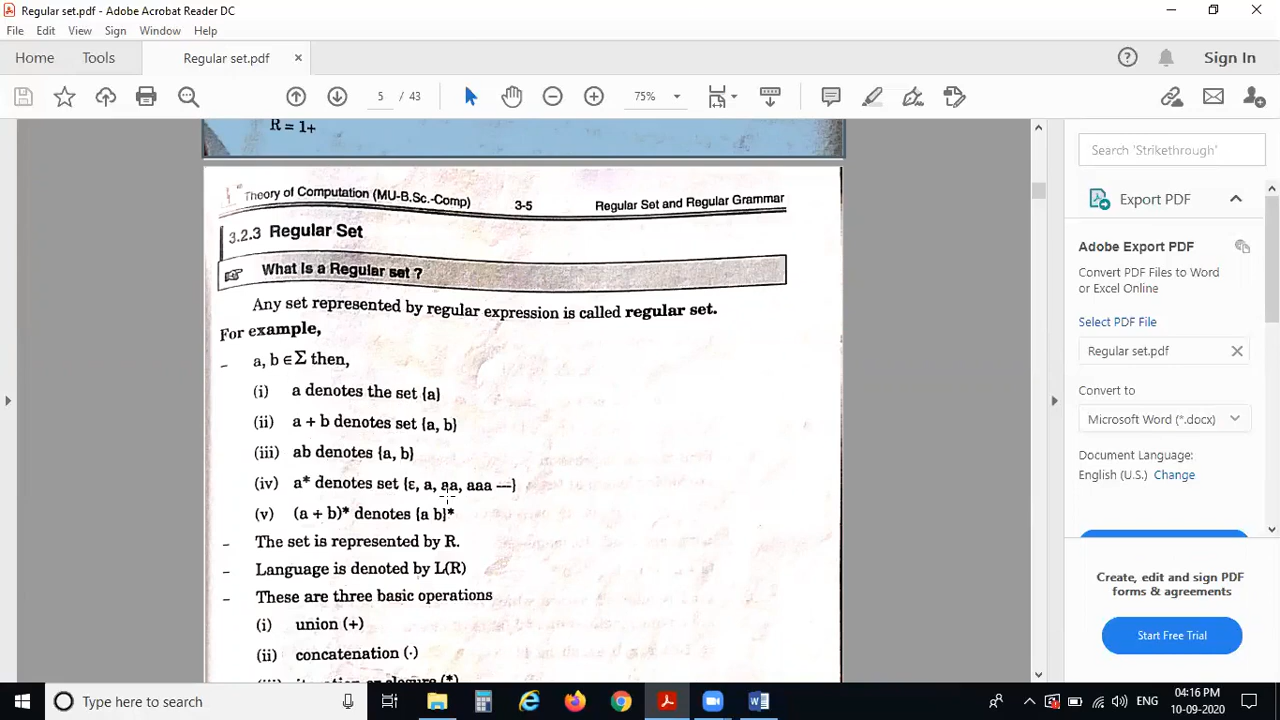 Regular set.pdf - Adobe Acrobat Reader DC
File Edit View Sign Window Help
Home Tools Regular set.pdf × Sign In
5 / 43 75%
R = 1+
Theory of Computation (MU-B.Sc.-Comp) 3-5 Regular Set and Regular Grammar
3.2.3 Regular Set
What is a Regular set ?
Any set represented by regular expression is called regular set.
For example,
– a, b ∈ Σ then,
(i) a denotes the set {a}
(ii) a + b denotes set {a, b}
(iii) ab denotes {a, b}
(iv) a* denotes set {ε, a, aa, aaa —}
(v) (a + b)* denotes {a b}*
– The set is represented by R.
– Language is denoted by L(R)
– These are three basic operations
(i) union (+)
(ii) concatenation (·)
Search 'Strikethrough'
Export PDF
Adobe Export PDF
Convert PDF Files to Word
or Excel Online
Select PDF File
Regular set.pdf
Convert to
Microsoft Word (*.docx)
Document Language:
English (U.S.) Change
Create, edit and sign PDF
forms & agreements
Start Free Trial
Type here to search
ENG
04:16 PM
10-09-2020